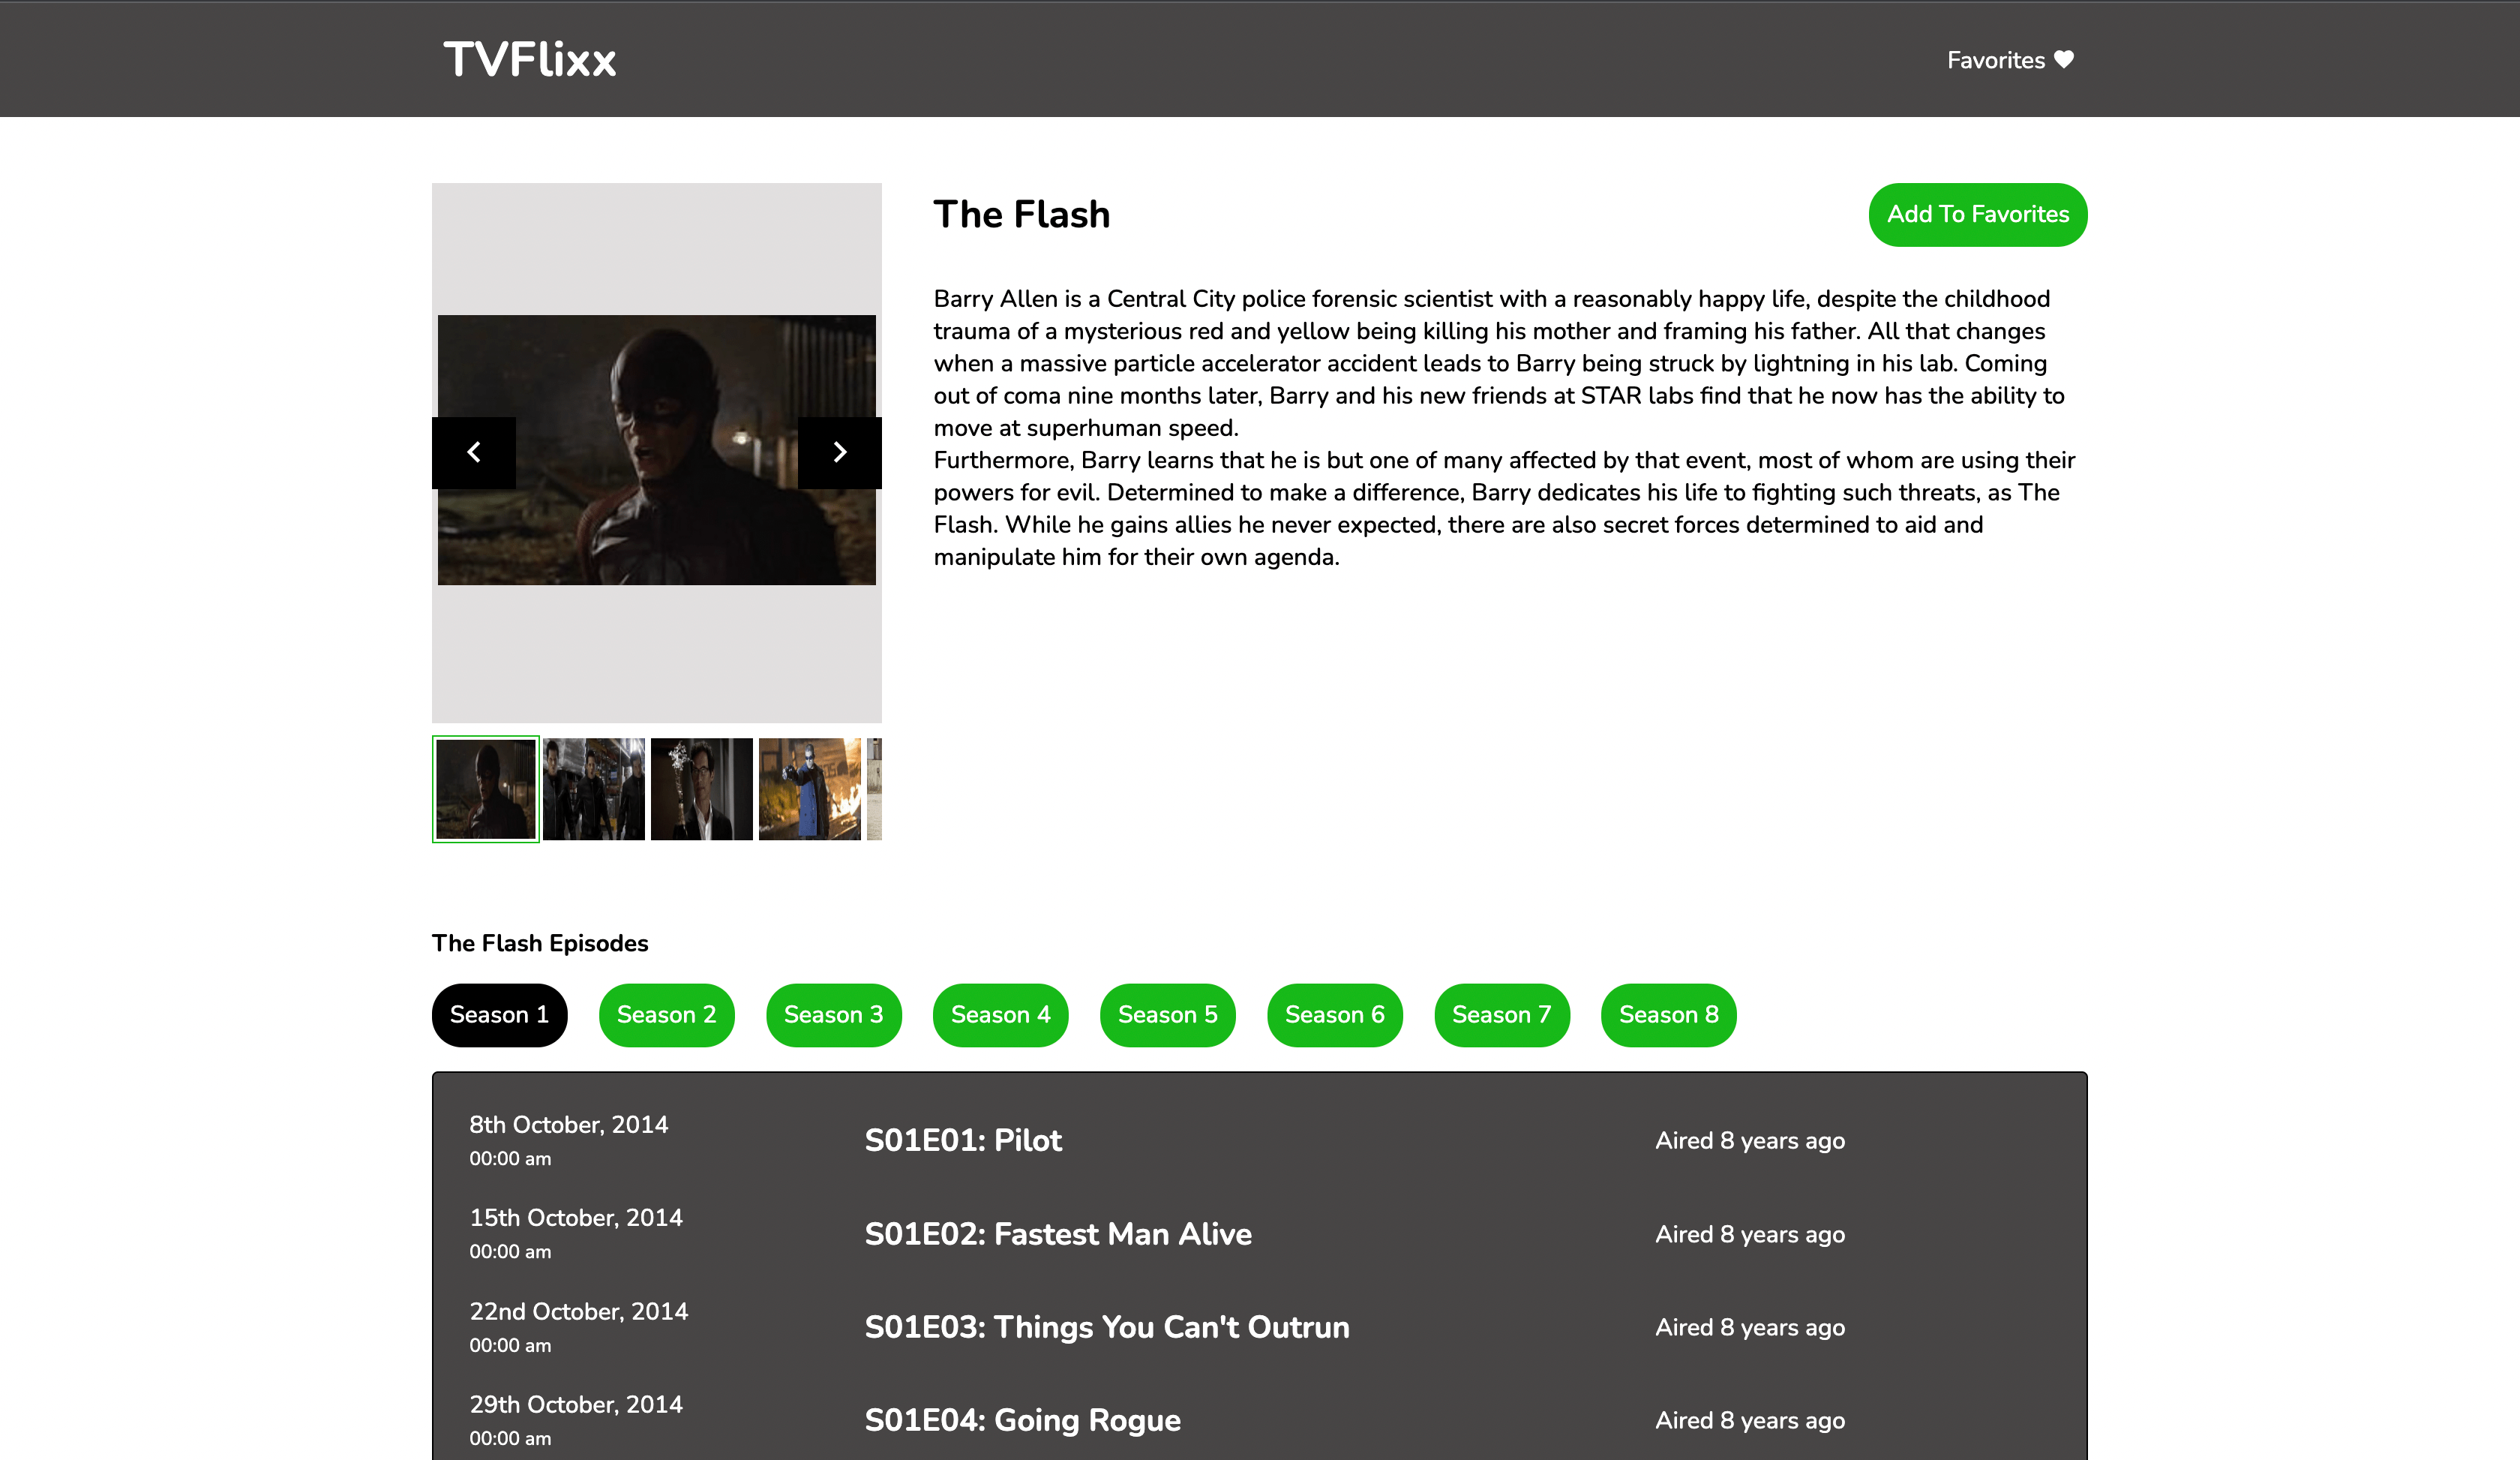 TVFlixx
Favorites
The Flash
Add To Favorites
Barry Allen is a Central City police forensic scientist with a reasonably happy life, despite the childhood
trauma of a mysterious red and yellow being killing his mother and framing his father. All that changes
when a massive particle accelerator accident leads to Barry being struck by lightning in his lab. Coming
out of coma nine months later, Barry and his new friends at STAR labs find that he now has the ability to
move at superhuman speed.
Furthermore, Barry learns that he is but one of many affected by that event, most of whom are using their
powers for evil. Determined to make a difference, Barry dedicates his life to fighting such threats, as The
Flash. While he gains allies he never expected, there are also secret forces determined to aid and
manipulate him for their own agenda.
The Flash Episodes
Season 1
Season 2
Season 3
Season 4
Season 5
Season 6
Season 7
Season 8
8th October, 2014
00:00 am
S01E01: Pilot
Aired 8 years ago
15th October, 2014
00:00 am
S01E02: Fastest Man Alive
Aired 8 years ago
22nd October, 2014
00:00 am
S01E03: Things You Can't Outrun
Aired 8 years ago
29th October, 2014
00:00 am
S01E04: Going Rogue
Aired 8 years ago